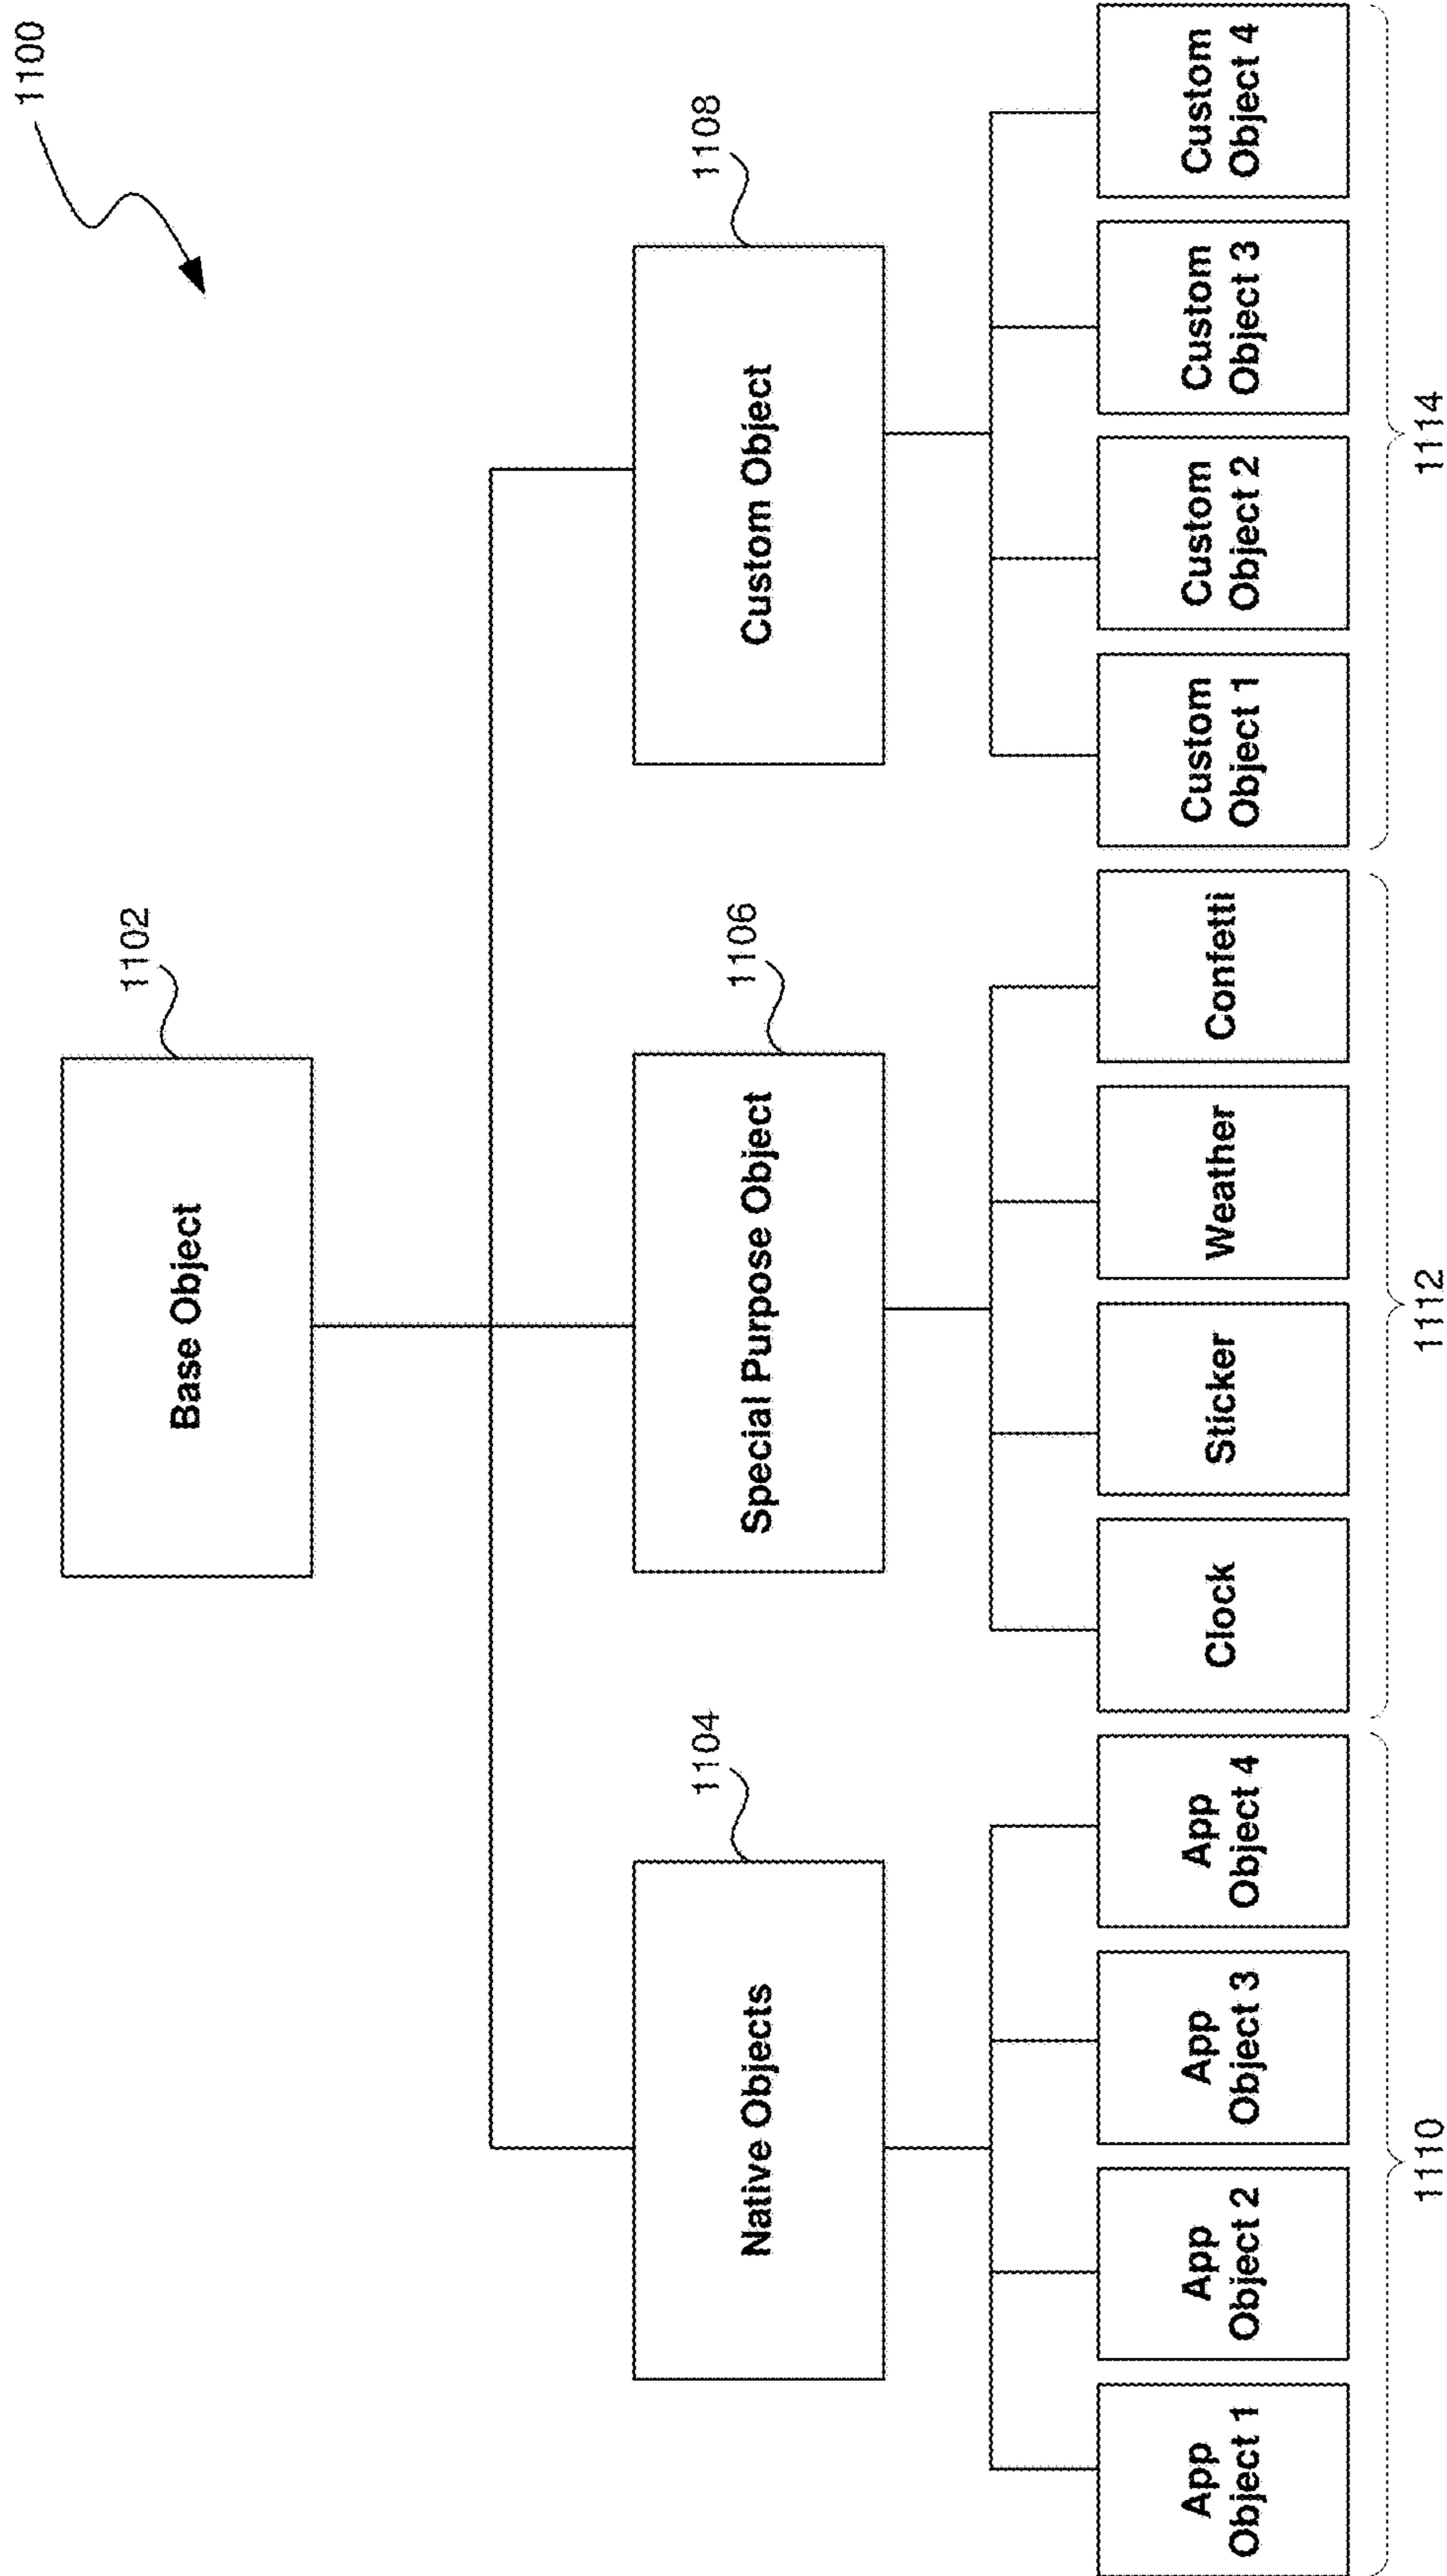 1100
1102
Base Object
1104
1106
1108
Native Objects
Special Purpose Object
Custom Object
App
Object 1
App
Object 2
App
Object 3
App
Object 4
Clock
Sticker
Weather
Confetti
Custom
Object 1
Custom
Object 2
Custom
Object 3
Custom
Object 4
1110
1112
1114